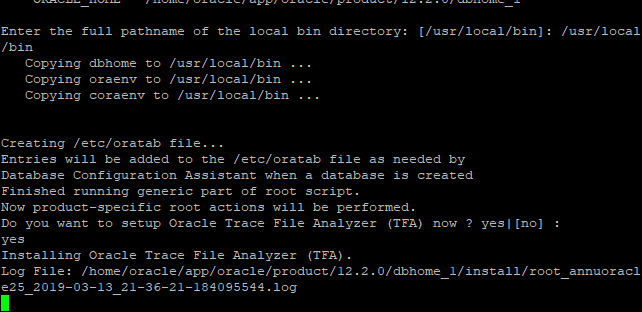 ORACLE_HOME= /home/oracle/app/oracle/product/12.2.0/dbhome_1
Enter the full pathname of the local bin directory: [/usr/local/bin]: /usr/local
/bin
   Copying dbhome to /usr/local/bin ...
   Copying oraenv to /usr/local/bin ...
   Copying coraenv to /usr/local/bin ...
Creating /etc/oratab file...
Entries will be added to the /etc/oratab file as needed by
Database Configuration Assistant when a database is created
Finished running generic part of root script.
Now product-specific root actions will be performed.
Do you want to setup Oracle Trace File Analyzer (TFA) now ? yes|[no] :
yes
Installing Oracle Trace File Analyzer (TFA).
Log File: /home/oracle/app/oracle/product/12.2.0/dbhome_1/install/root_annuoracl
e25_2019-03-13_21-36-21-184095544.log